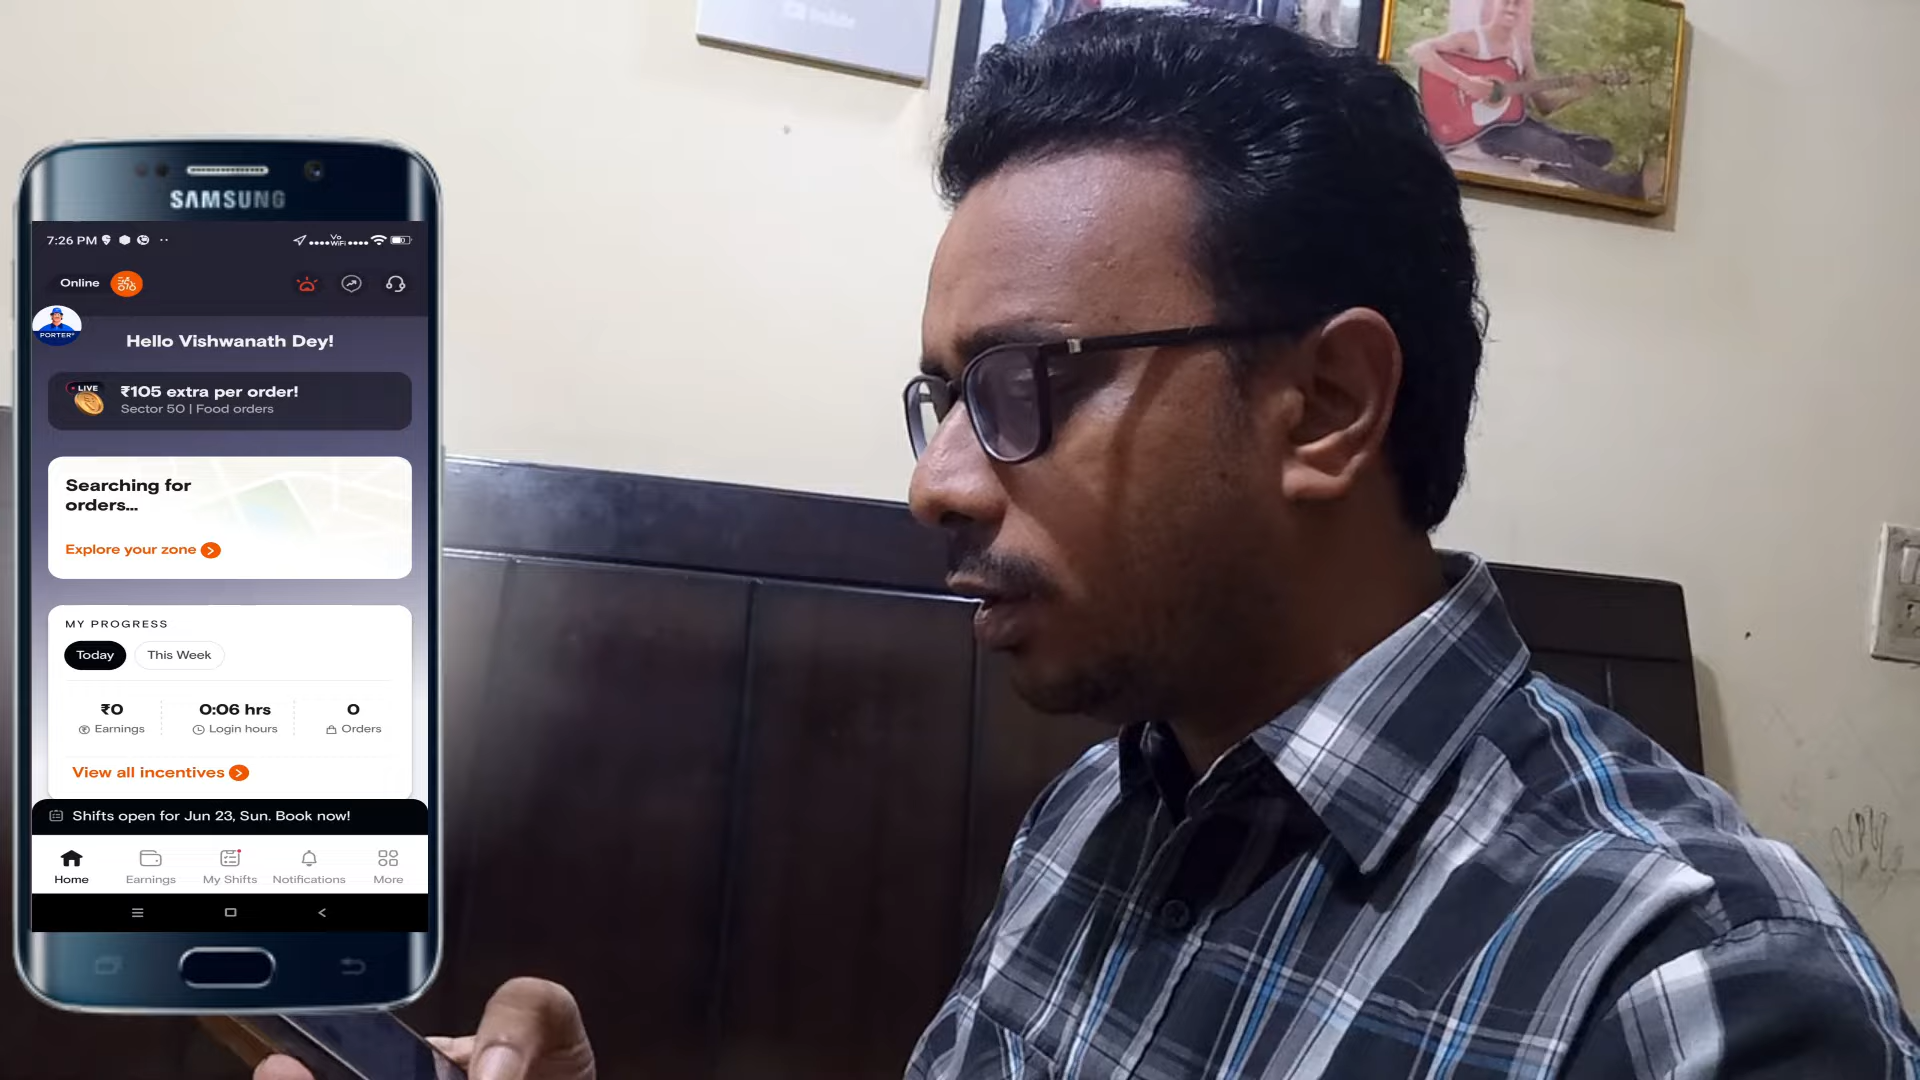 SAMSUNG
7:26 PM
Vo
WiFi
Online
PORTER
Hello Vishwanath Dey!
LIVE
₹105 extra per order!
Sector 50 | Food orders
Searching for
orders...
Explore your zone
MY PROGRESS
Today This Week
₹0 0:06 hrs 0
Earnings Login hours Orders
View all incentives
Shifts open for Jun 23, Sun. Book now!
Home Earnings My Shifts Notifications More